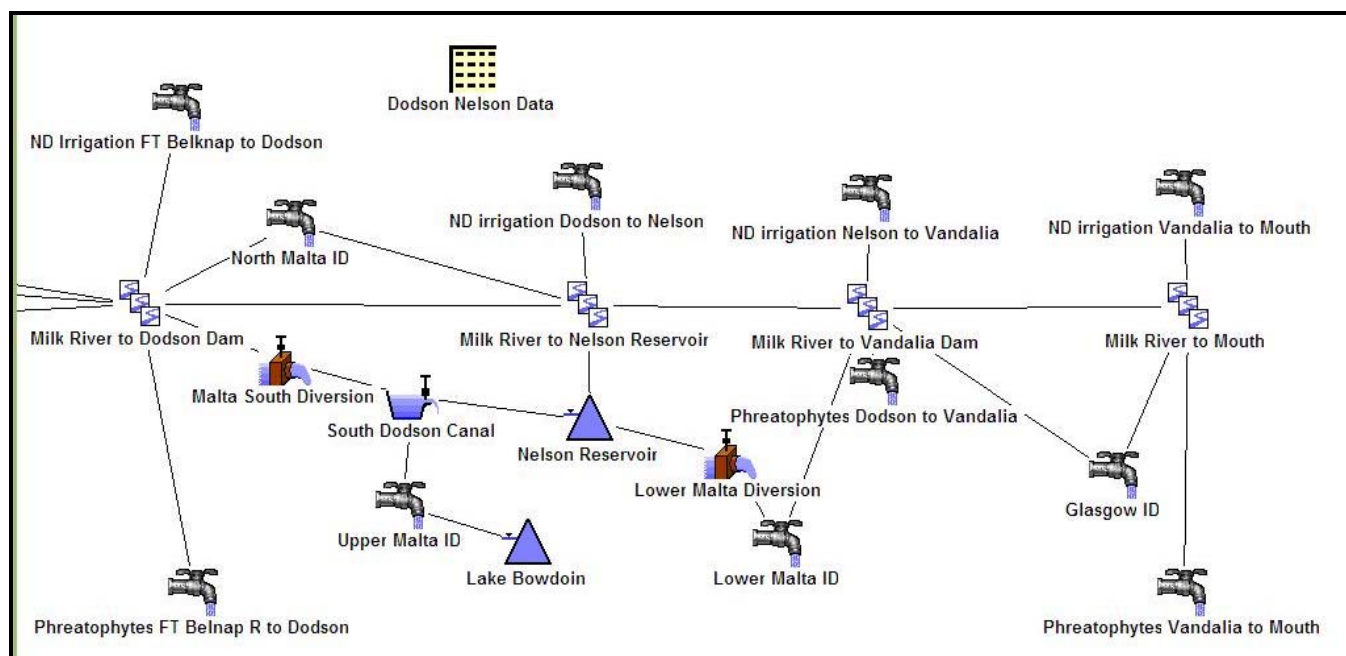 Dodson Nelson Data
ND Irrigation FT Belknap to Dodson
ND irrigation Dodson to Nelson
ND irrigation Nelson to Vandalia
ND irrigation Vandalia to Mouth
North Malta ID
Milk River to Dodson Dam
Milk River to Nelson Reservoir
Milk River to Vandalia Dam
Milk River to Mouth
Malta South Diversion
Phreatophytes Dodson to Vandalia
South Dodson Canal
Nelson Reservoir
Lower Malta Diversion
Glasgow ID
Upper Malta ID
Lake Bowdoin
Lower Malta ID
Phreatophytes FT Belnap R to Dodson
Phreatophytes Vandalia to Mouth